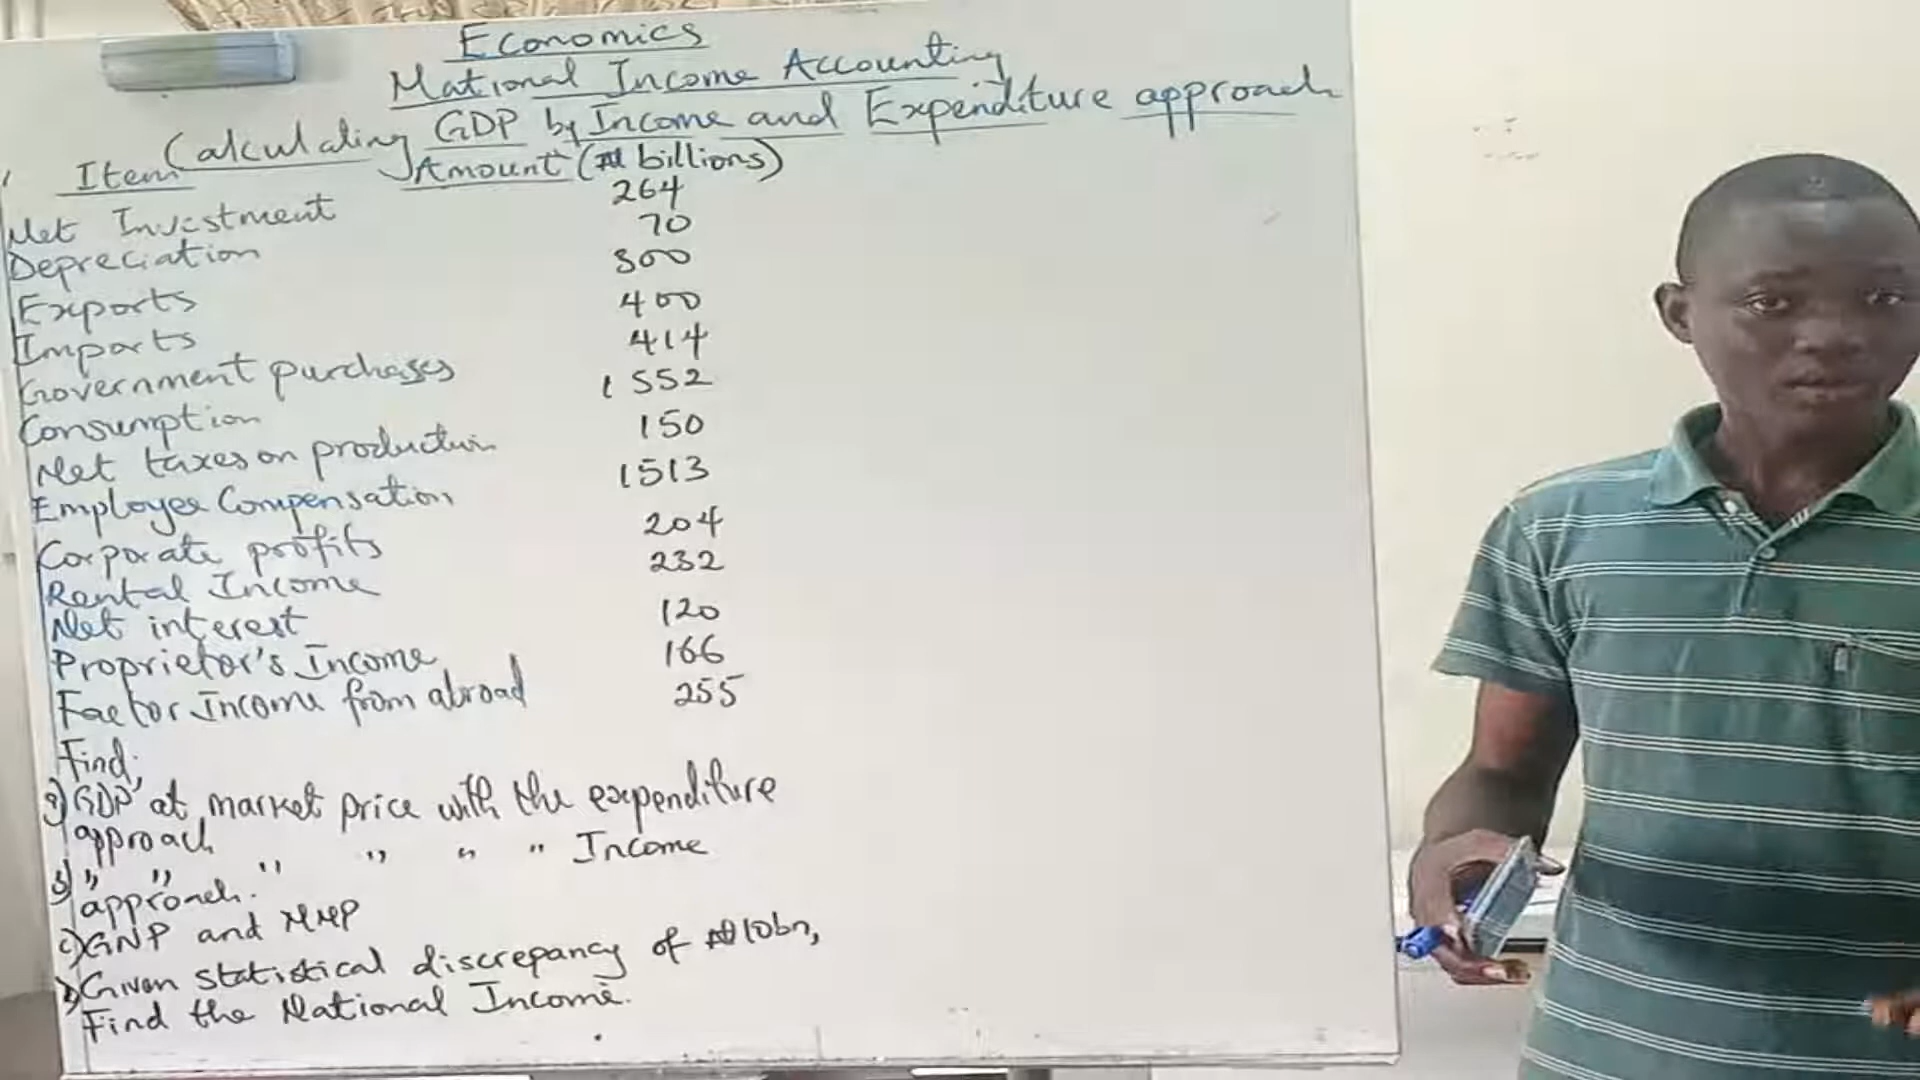 Economics
National Income Accounting
Calculating GDP by Income and Expenditure approach
Item Amount (₦ billions)
Net Investment 264
Depreciation 70
Exports 300
Imports 400
Government purchases 414
Consumption 1552
Net taxes on production 150
Employee Compensation 1513
Corporate profits 204
Rental Income 232
Net interest 120
Proprietor's Income 166
Factor Income from abroad 255
Find;
a) GDP at market price with the expenditure
approach
b) " " " " " " Income
approach.
c) GNP and NNP
d) Given statistical discrepancy of ₦10bn,
Find the National Income.